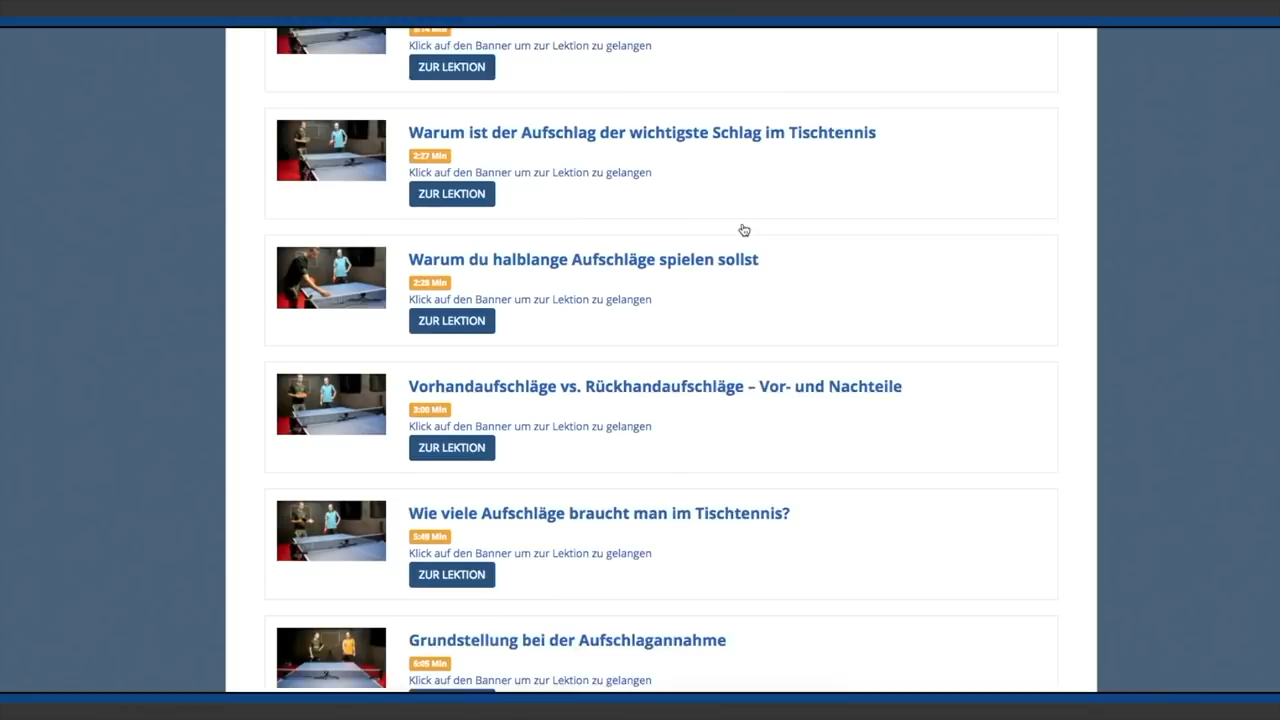 Klick auf den Banner um zur Lektion zu gelangen
ZUR LEKTION
Warum ist der Aufschlag der wichtigste Schlag im Tischtennis
2:27 Min
Klick auf den Banner um zur Lektion zu gelangen
ZUR LEKTION
Warum du halblange Aufschläge spielen sollst
2:28 Min
Klick auf den Banner um zur Lektion zu gelangen
ZUR LEKTION
Vorhandaufschläge vs. Rückhandaufschläge – Vor- und Nachteile
3:00 Min
Klick auf den Banner um zur Lektion zu gelangen
ZUR LEKTION
Wie viele Aufschläge braucht man im Tischtennis?
5:49 Min
Klick auf den Banner um zur Lektion zu gelangen
ZUR LEKTION
Grundstellung bei der Aufschlagannahme
6:05 Min
Klick auf den Banner um zur Lektion zu gelangen